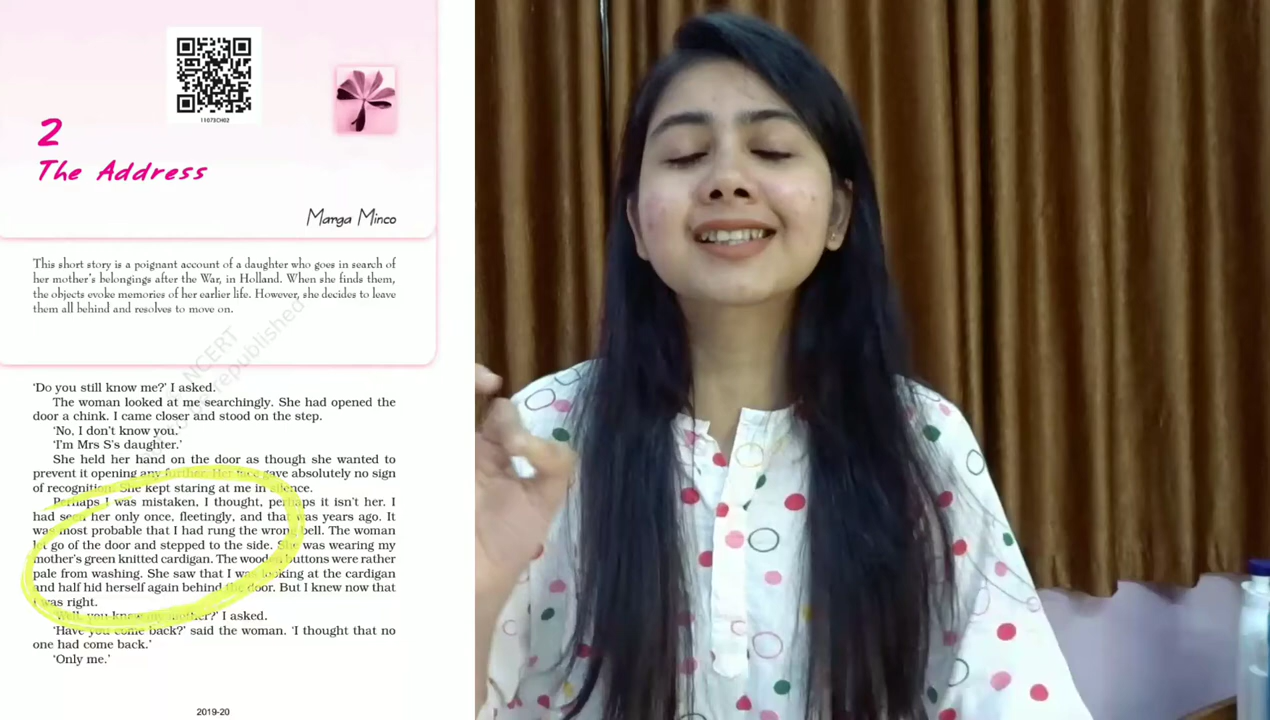 11073CH02
2
The Address
Marga Minco
This short story is a poignant account of a daughter who goes in search of
her mother's belongings after the War, in Holland. When she finds them,
the objects evoke memories of her earlier life. However, she decides to leave
them all behind and resolves to move on.
NCERT
republished
'Do you still know me?' I asked.
The woman looked at me searchingly. She had opened the
door a chink. I came closer and stood on the step.
'No, I don't know you.'
'I'm Mrs S's daughter.'
She held her hand on the door as though she wanted to
prevent it opening any further. Her face gave absolutely no sign
of recognition. She kept staring at me in silence.
Perhaps I was mistaken, I thought, perhaps it isn't her. I
had seen her only once, fleetingly, and that was years ago. It
was most probable that I had rung the wrong bell. The woman
let go of the door and stepped to the side. She was wearing my
mother's green knitted cardigan. The wooden buttons were rather
pale from washing. She saw that I was looking at the cardigan
and half hid herself again behind the door. But I knew now that
I was right.
'Well, you knew my mother?' I asked.
'Have you come back?' said the woman. 'I thought that no
one had come back.'
'Only me.'
2019-20